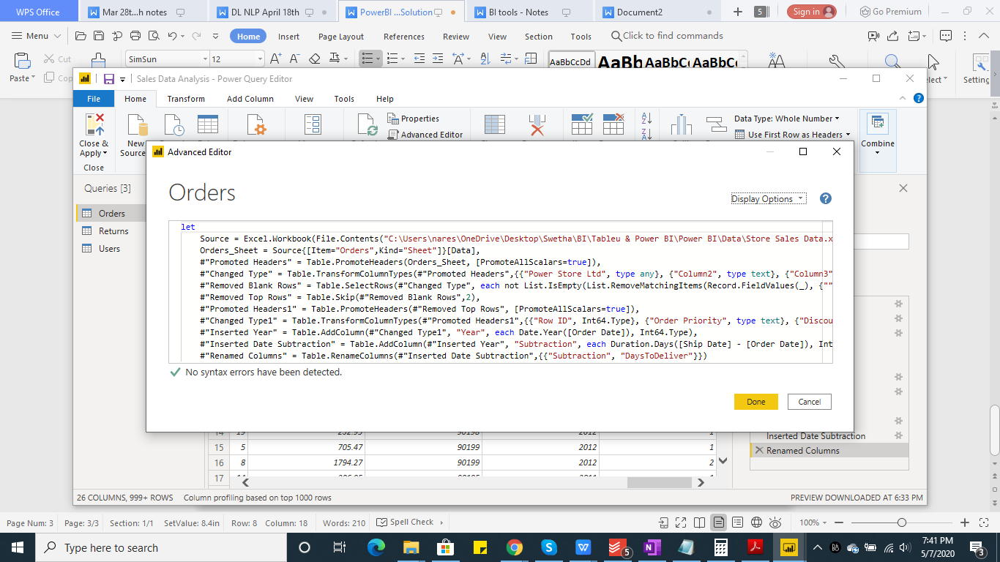 WPS Office
Mar 28t...h notes
DL NLP April 18th
PowerBI ...Solution
BI tools - Notes
Document2
5
Sign in
Go Premium
Menu
Home
Insert
Page Layout
References
Review
View
Section
Tools
Click to find commands
Paste
Cut
Cop
SimSun
12
AaBbCcDd
AaBb
AaBbC
AaBbC
lect
Setting
Sales Data Analysis - Power Query Editor
File
Home
Transform
Add Column
View
Tools
Help
Close &
Apply
Close
New
Source
Properties
Advanced Editor
Data Type: Whole Number
Use First Row as Headers
Combine
Queries [3]
Orders
Returns
Users
Advanced Editor
Orders
Display Options
let
Source = Excel.Workbook(File.Contents("C:\Users\nares\OneDrive\Desktop\Swetha\BI\Tableu & Power BI\Power BI\Data\Store Sales Data.x
Orders_Sheet = Source{[Item="Orders",Kind="Sheet"]}[Data],
#"Promoted Headers" = Table.PromoteHeaders(Orders_Sheet, [PromoteAllScalars=true]),
#"Changed Type" = Table.TransformColumnTypes(#"Promoted Headers",{{"Power Store Ltd", type any}, {"Column2", type text}, {"Column3"
#"Removed Blank Rows" = Table.SelectRows(#"Changed Type", each not List.IsEmpty(List.RemoveMatchingItems(Record.FieldValues(_), {""
#"Removed Top Rows" = Table.Skip(#"Removed Blank Rows",2),
#"Promoted Headers1" = Table.PromoteHeaders(#"Removed Top Rows", [PromoteAllScalars=true]),
#"Changed Type1" = Table.TransformColumnTypes(#"Promoted Headers1",{{"Row ID", Int64.Type}, {"Order Priority", type text}, {"Discou
#"Inserted Year" = Table.AddColumn(#"Changed Type1", "Year", each Date.Year([Order Date]), Int64.Type),
#"Inserted Date Subtraction" = Table.AddColumn(#"Inserted Year", "Subtraction", each Duration.Days([Ship Date] - [Order Date]), Int
#"Renamed Columns" = Table.RenameColumns(#"Inserted Date Subtraction",{{"Subtraction", "DaysToDeliver"}})
No syntax errors have been detected.
Done
Cancel
Inserted Date Subtraction
Renamed Columns
15 5 705.47 90199 2012 1
16 8 1794.27 90199 2012 2
17
26 COLUMNS, 999+ ROWS
Column profiling based on top 1000 rows
PREVIEW DOWNLOADED AT 6:33 PM
Page Num: 3
Page: 3/3
Section: 1/1
SetValue: 8.4in
Row: 8
Column: 18
Words: 210
Spell Check
100%
Type here to search
5
7:41 PM
5/7/2020
3